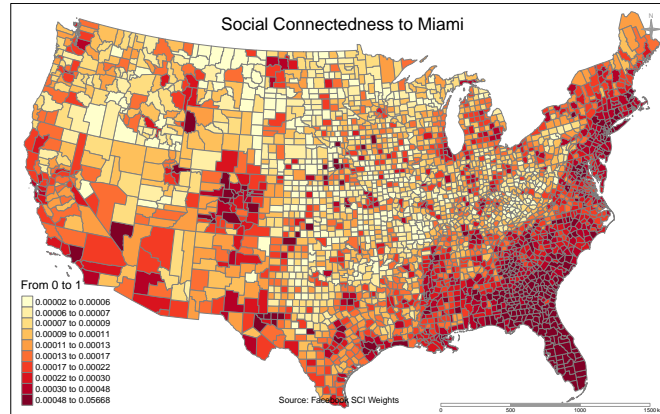 Social Connectedness to Miami
N
From 0 to 1
0.00002 to 0.00006
0.00006 to 0.00007
0.00007 to 0.00009
0.00009 to 0.00011
0.00011 to 0.00013
0.00013 to 0.00017
0.00017 to 0.00022
0.00022 to 0.00030
0.00030 to 0.00048
0.00048 to 0.05668
Source: Facebook SCI Weights
0 500 1000 1500 km